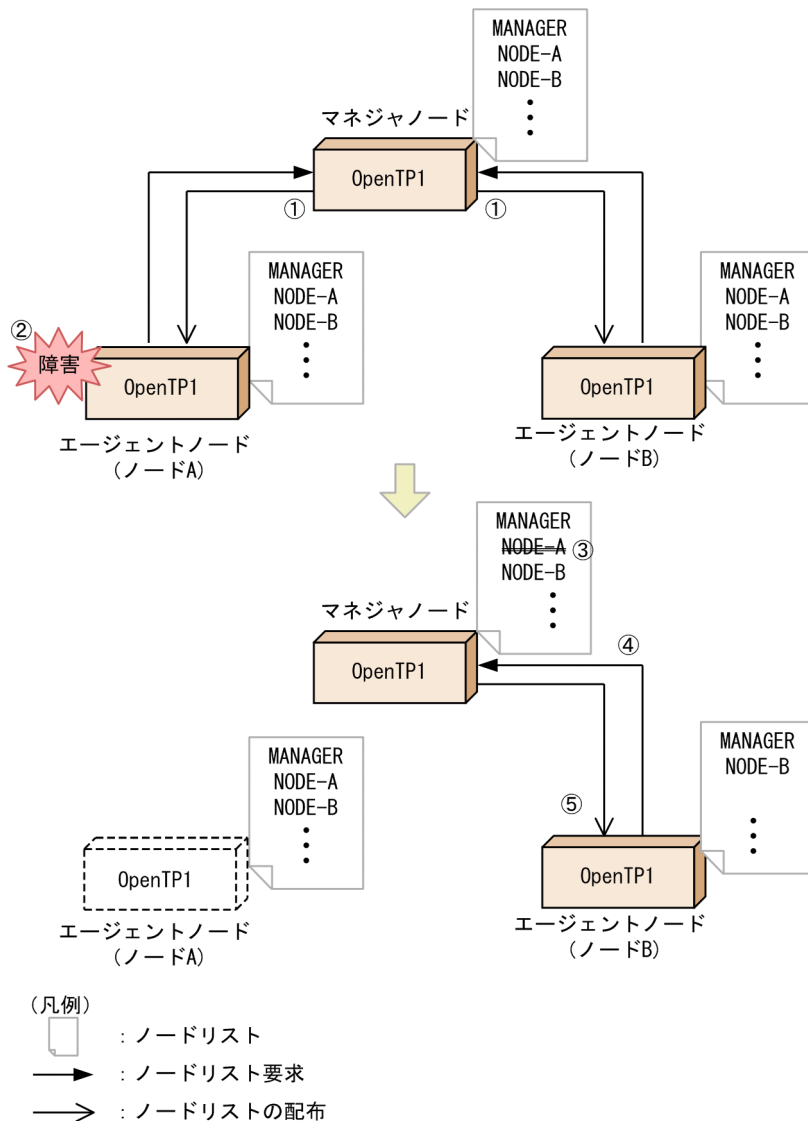 MANAGER
NODE-A
NODE-B
⋮
マネジャノード
OpenTP1
①
①
MANAGER
NODE-A
NODE-B
⋮
②
障害
OpenTP1
エージェントノード
(ノードA)
MANAGER
NODE-A
NODE-B
⋮
OpenTP1
エージェントノード
(ノードB)
MANAGER
NODE-A ③
NODE-B
⋮
マネジャノード
OpenTP1
④
MANAGER
NODE-A
NODE-B
⋮
OpenTP1
エージェントノード
(ノードA)
⑤
MANAGER
NODE-B
⋮
OpenTP1
エージェントノード
(ノードB)
(凡例)
:ノードリスト
:ノードリスト要求
:ノードリストの配布